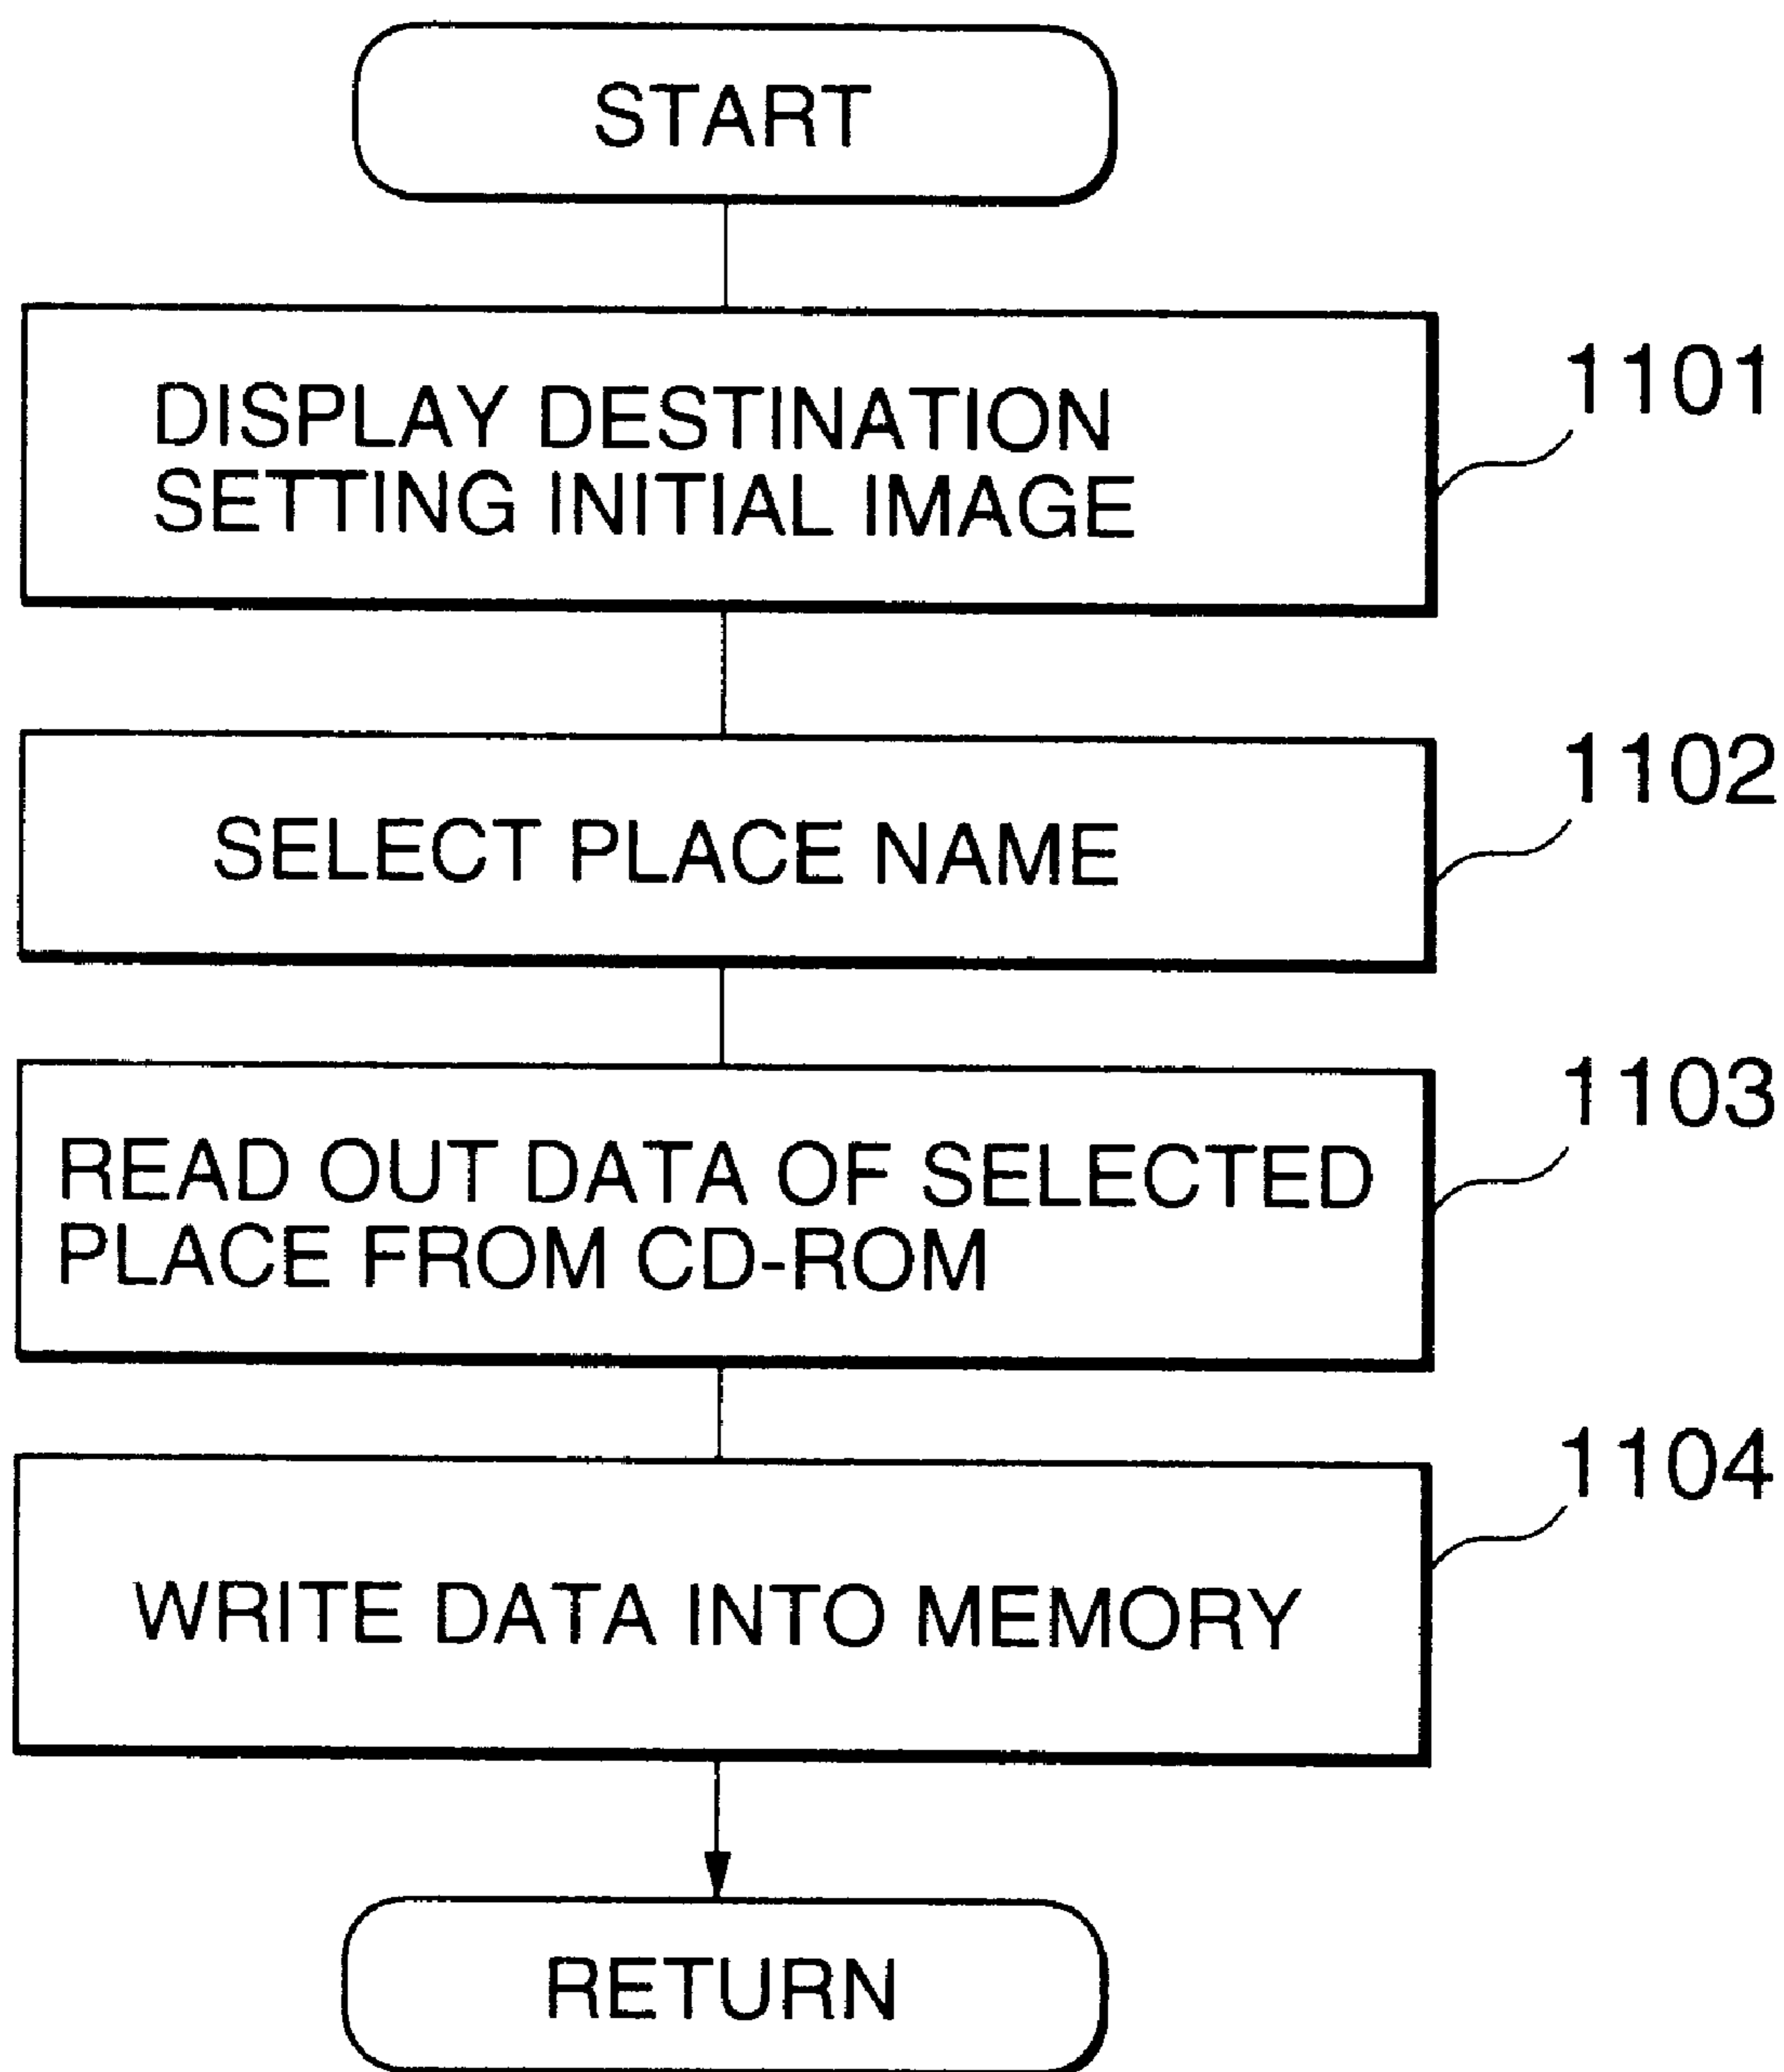 START
DISPLAY DESTINATION
SETTING INITIAL IMAGE
1101
SELECT PLACE NAME
1102
READ OUT DATA OF SELECTED
PLACE FROM CD-ROM
1103
WRITE DATA INTO MEMORY
1104
RETURN